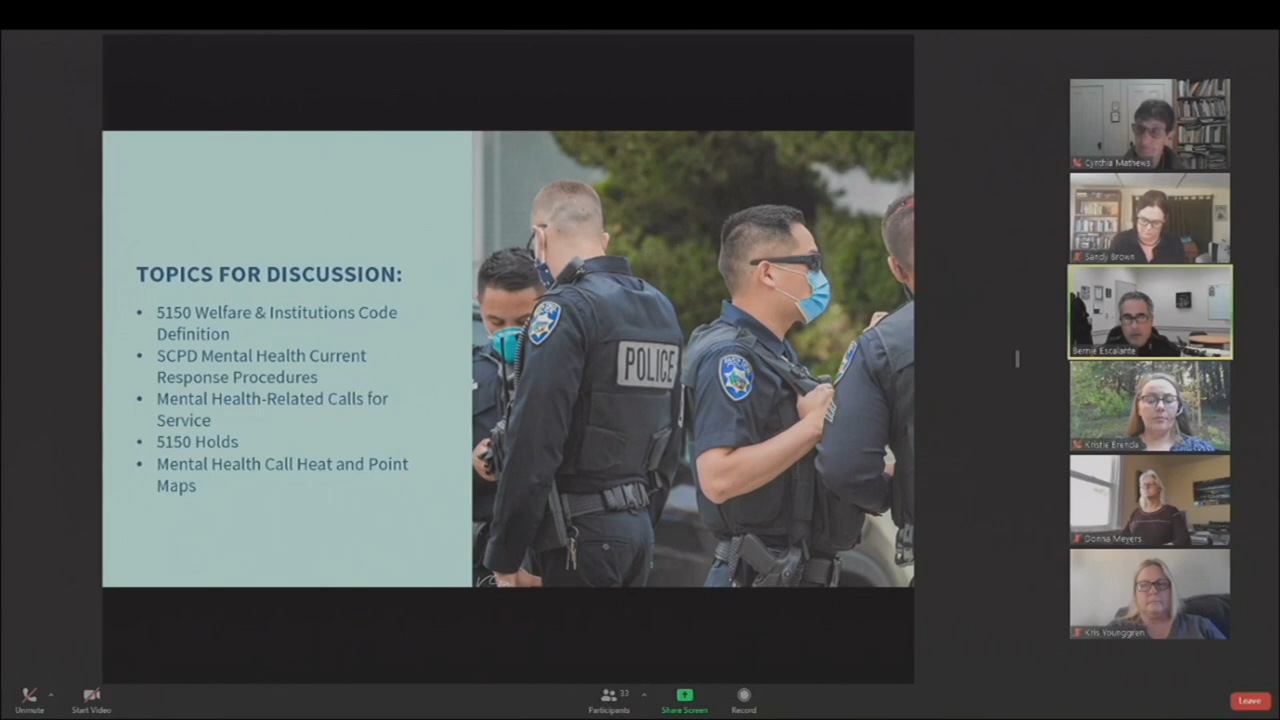 TOPICS FOR DISCUSSION:
• 5150 Welfare & Institutions Code
Definition
• SCPD Mental Health Current
Response Procedures
• Mental Health-Related Calls for
Service
• 5150 Holds
• Mental Health Call Heat and Point
Maps
POLICE
Cynthia Mathews
Sandy Brown
Bernie Escalante
Kristie Brenda
Donna Meyers
Kris Younggren
Unmute
Start Video
33
Participants
Share Screen
Record
Leave